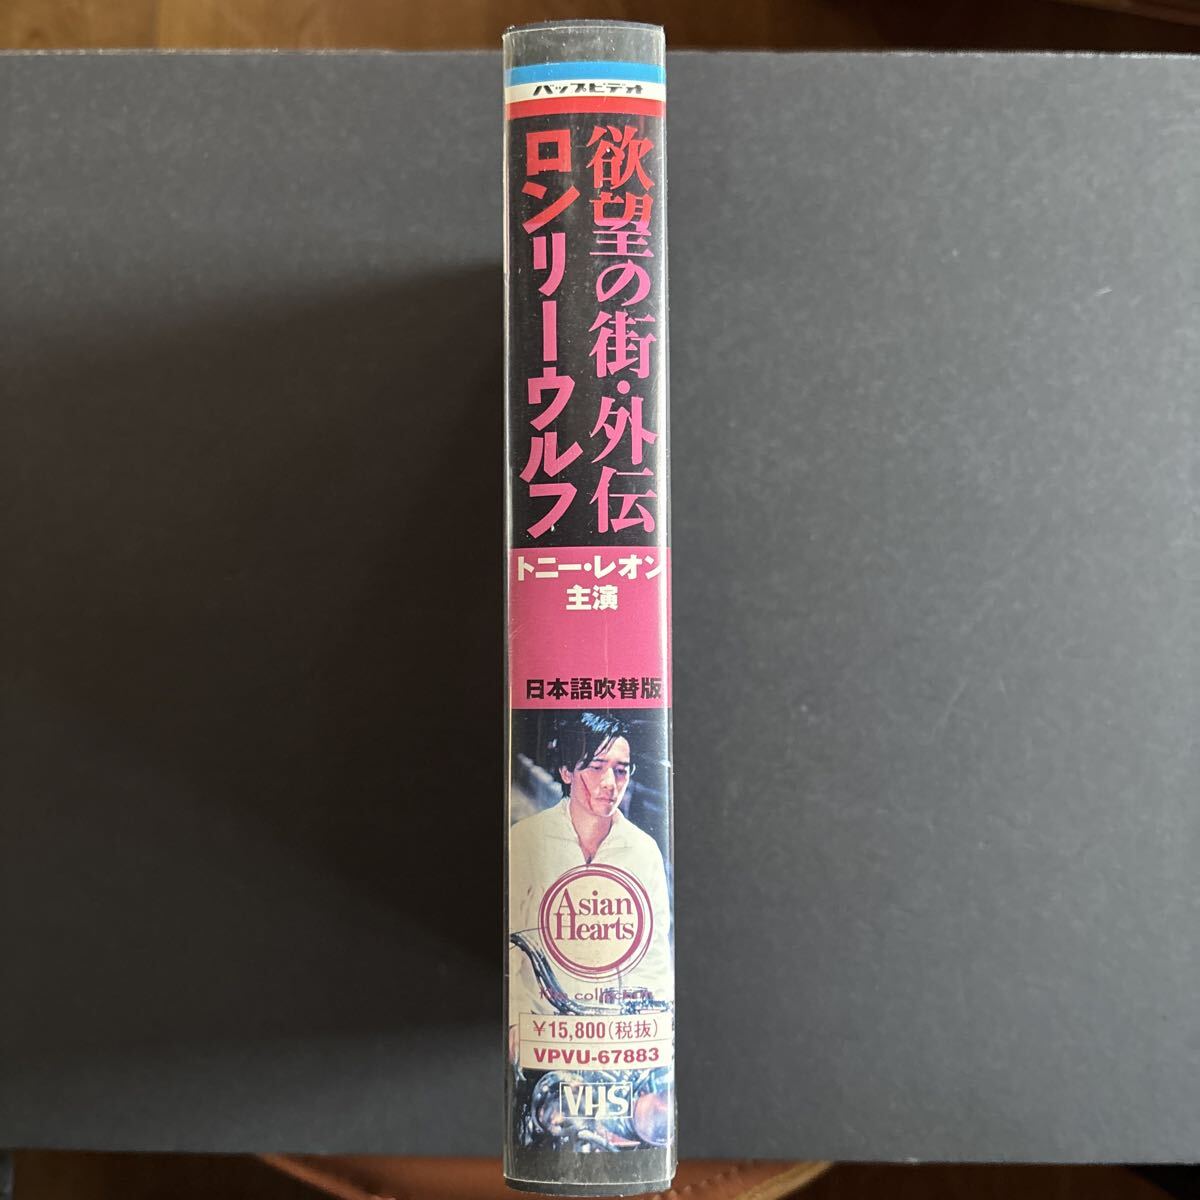 バップビデオ
欲望の街・外伝
ロンリーウルフ
トニー・レオン
主演
日本語吹替版
Asian
Hearts
film collection
¥15,800(税抜)
VPVU-67883
VHS